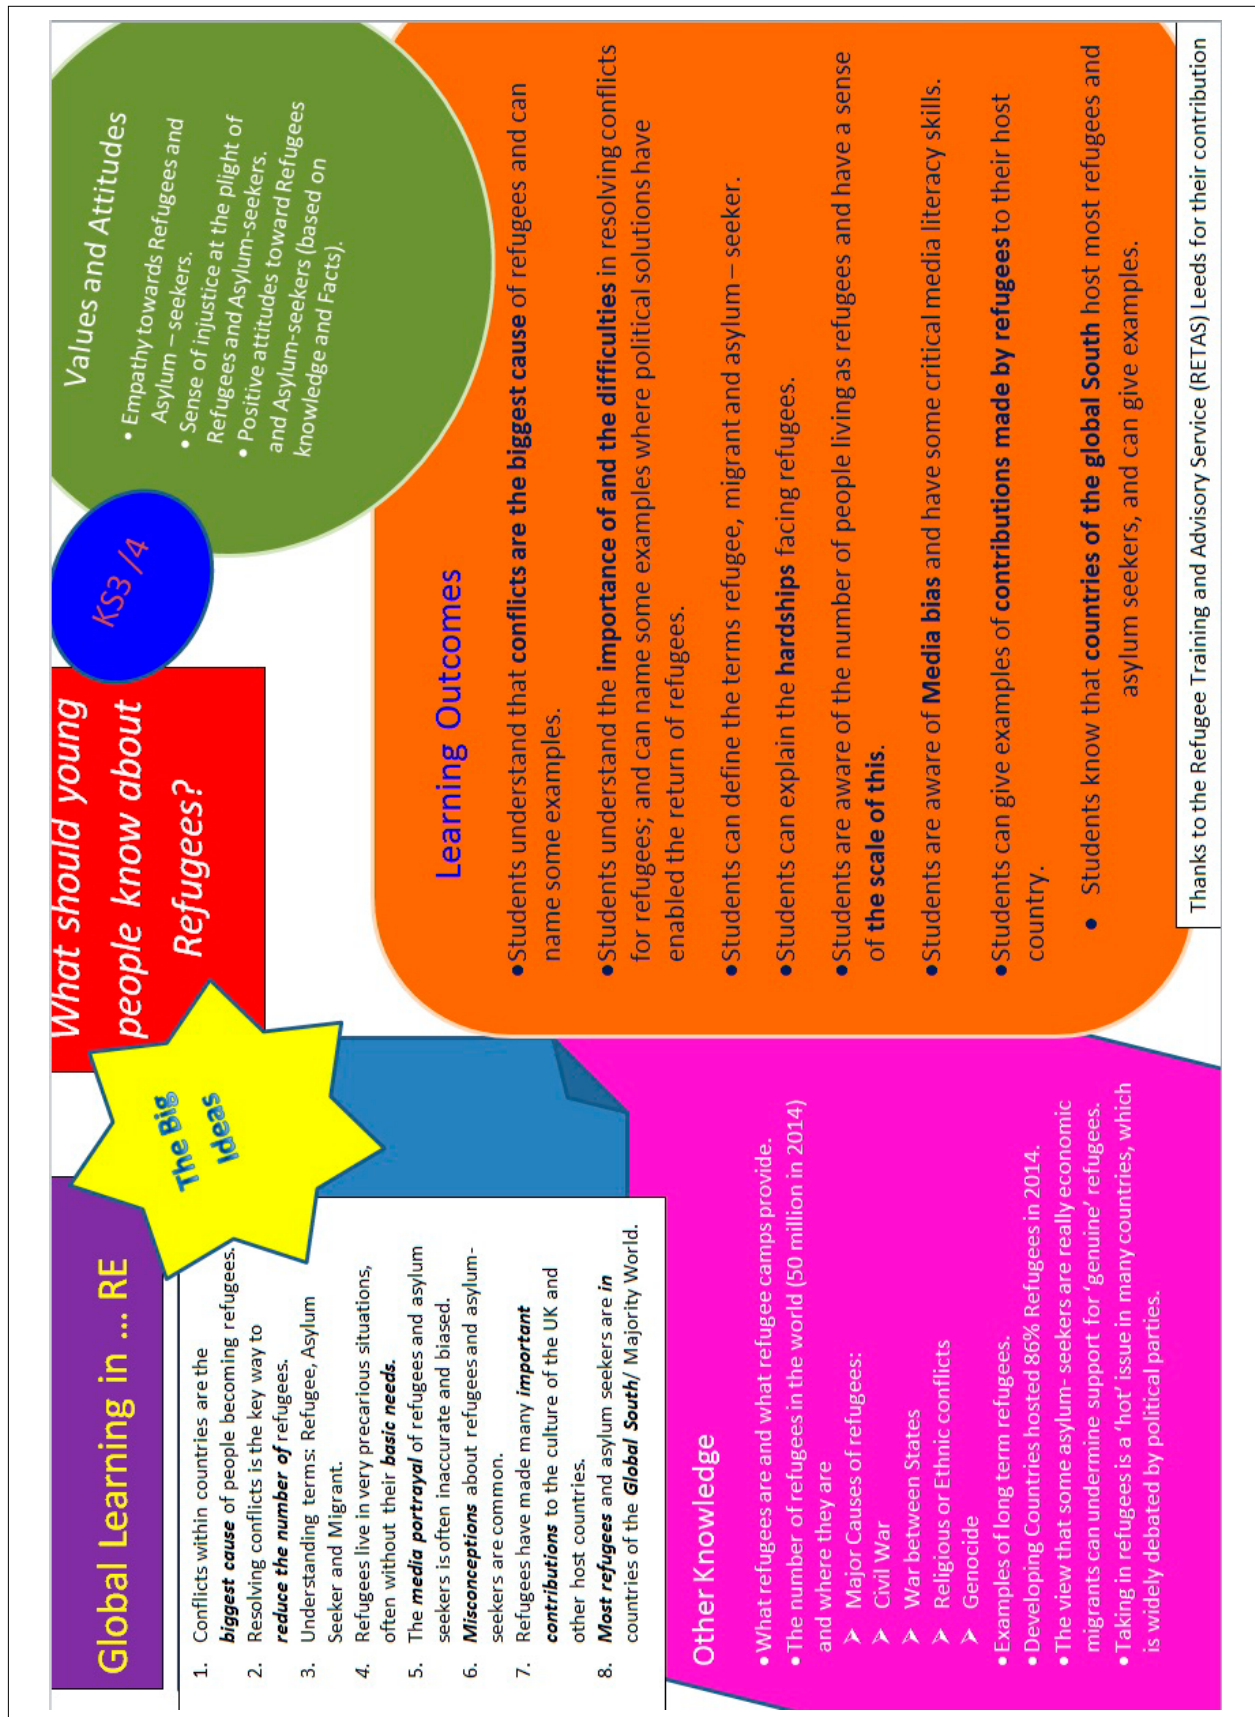 Global Learning in ... RE
The Big
Ideas
What should young
people know about
Refugees?
KS3 /4
Values and Attitudes
• Empathy towards Refugees and
Asylum – seekers.
• Sense of injustice at the plight of
Refugees and Asylum-seekers.
• Positive attitudes toward Refugees
and Asylum-seekers (based on
knowledge and Facts).
1. Conflicts within countries are the
biggest cause of people becoming refugees.
2. Resolving conflicts is the key way to
reduce the number of refugees.
3. Understanding terms: Refugee, Asylum
Seeker and Migrant.
4. Refugees live in very precarious situations,
often without their basic needs.
5. The media portrayal of refugees and asylum
seekers is often inaccurate and biased.
6. Misconceptions about refugees and asylum-
seekers are common.
7. Refugees have made many important
contributions to the culture of the UK and
other host countries.
8. Most refugees and asylum seekers are in
countries of the Global South/ Majority World.
Learning Outcomes
•Students understand that conflicts are the biggest cause of refugees and can
name some examples.
•Students understand the importance of and the difficulties in resolving conflicts
for refugees; and can name some examples where political solutions have
enabled the return of refugees.
•Students can define the terms refugee, migrant and asylum – seeker.
•Students can explain the hardships facing refugees.
•Students are aware of the number of people living as refugees and have a sense
of the scale of this.
•Students are aware of Media bias and have some critical media literacy skills.
•Students can give examples of contributions made by refugees to their host
country.
• Students know that countries of the global South host most refugees and
asylum seekers, and can give examples.
Other Knowledge
•What refugees are and what refugee camps provide.
•The number of refugees in the world (50 million in 2014)
and where they are
➢ Major Causes of refugees:
➢ Civil War
➢ War between States
➢ Religious or Ethnic conflicts
➢ Genocide
•Examples of long term refugees.
•Developing Countries hosted 86% Refugees in 2014.
•The view that some asylum- seekers are really economic
migrants can undermine support for ‘genuine’ refugees.
•Taking in refugees is a ‘hot’ issue in many countries, which
is widely debated by political parties.
Thanks to the Refugee Training and Advisory Service (RETAS) Leeds for their contribution